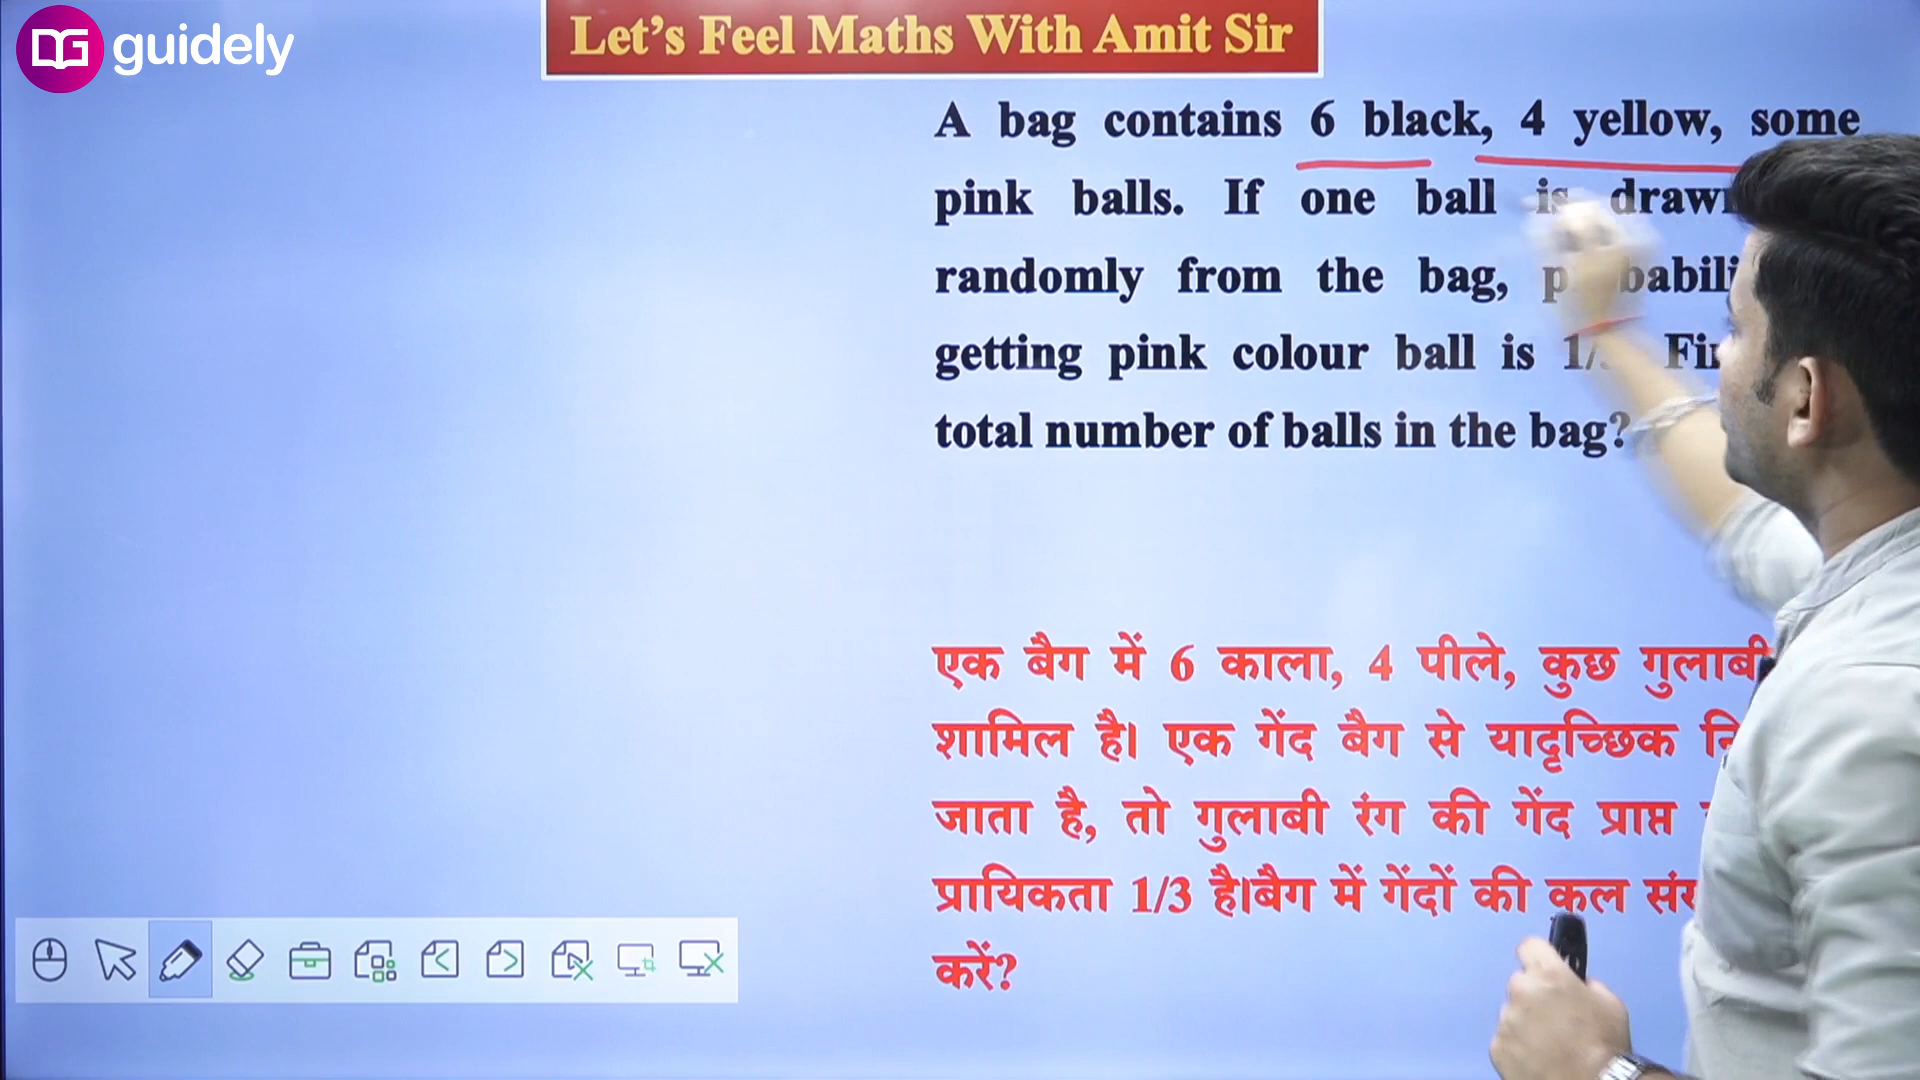 guidely
Let's Feel Maths With Amit Sir
A bag contains 6 black, 4 yellow, some
pink balls. If one ball is
randomly from the bag,
getting pink colour ball is
total number of balls in the bag?
एक बैग में 6 काला, 4 पीले, कुछ गुलाबी
शामिल है। एक गेंद बैग से यादृच्छिक
जाता है, तो गुलाबी रंग की गेंद प्राप्त
प्रायिकता 1/3 है।बैग में गेंदों की कुल
करें?